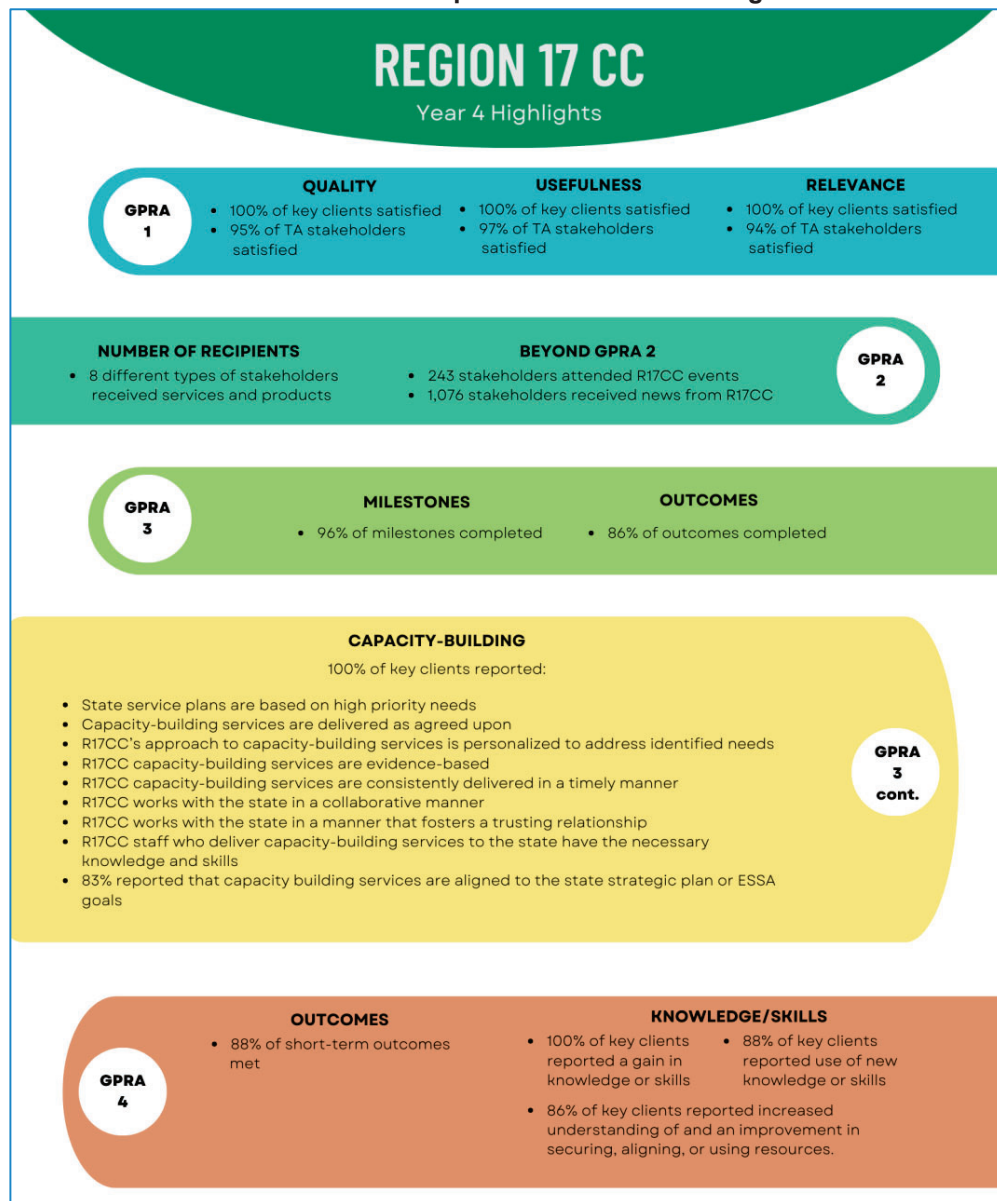 REGION 17 CC
Year 4 Highlights
GPRA
1
QUALITY
• 100% of key clients satisfied
• 95% of TA stakeholders
satisfied
USEFULNESS
• 100% of key clients satisfied
• 97% of TA stakeholders
satisfied
RELEVANCE
• 100% of key clients satisfied
• 94% of TA stakeholders
satisfied
NUMBER OF RECIPIENTS
• 8 different types of stakeholders
received services and products
BEYOND GPRA 2
• 243 stakeholders attended R17CC events
• 1,076 stakeholders received news from R17CC
GPRA
2
GPRA
3
MILESTONES
• 96% of milestones completed
OUTCOMES
• 86% of outcomes completed
CAPACITY-BUILDING
100% of key clients reported:
• State service plans are based on high priority needs
• Capacity-building services are delivered as agreed upon
• R17CC's approach to capacity-building services is personalized to address identified needs
• R17CC capacity-building services are evidence-based
• R17CC capacity-building services are consistently delivered in a timely manner
• R17CC works with the state in a collaborative manner
• R17CC works with the state in a manner that fosters a trusting relationship
• R17CC staff who deliver capacity-building services to the state have the necessary
knowledge and skills
• 83% reported that capacity building services are aligned to the state strategic plan or ESSA
goals
GPRA
3
cont.
GPRA
4
OUTCOMES
• 88% of short-term outcomes
met
KNOWLEDGE/SKILLS
• 100% of key clients
reported a gain in
knowledge or skills
• 88% of key clients
reported use of new
knowledge or skills
• 86% of key clients reported increased
understanding of and an improvement in
securing, aligning, or using resources.